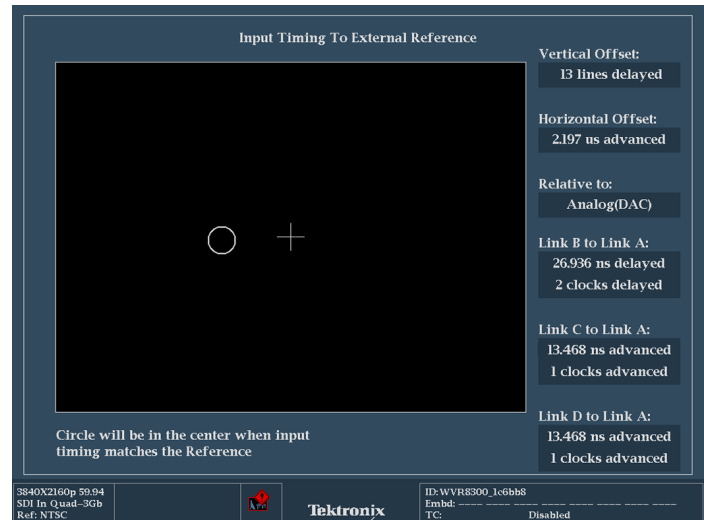 Input Timing To External Reference
Vertical Offset:
13 lines delayed
Horizontal Offset:
2.197 us advanced
Relative to:
Analog(DAC)
Link B to Link A:
26.936 ns delayed
2 clocks delayed
Link C to Link A:
13.468 ns advanced
1 clocks advanced
Link D to Link A:
13.468 ns advanced
1 clocks advanced
Circle will be in the center when input
timing matches the Reference
3840X2160p 59.94
SDI In Quad-3Gb
Ref: NTSC
Tektronix
ID: WVR8300_1c6bb8
Embd: ---- ---- ---- ---- ---- ---- ---- ----
TC: Disabled